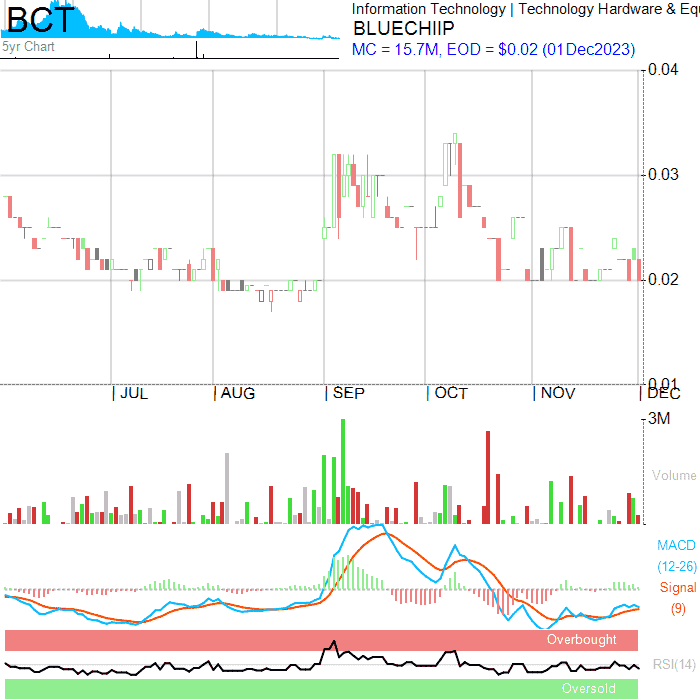 BCT
Information Technology | Technology Hardware & Equ
BLUECHIIP
5yr Chart
MC = 15.7M, EOD = $0.02 (01Dec2023)
0.04
0.03
0.02
0.01
| JUL | AUG | SEP | OCT | NOV | DEC
3M
Volume
MACD
(12-26)
Signal
(9)
Overbought
RSI(14)
Oversold